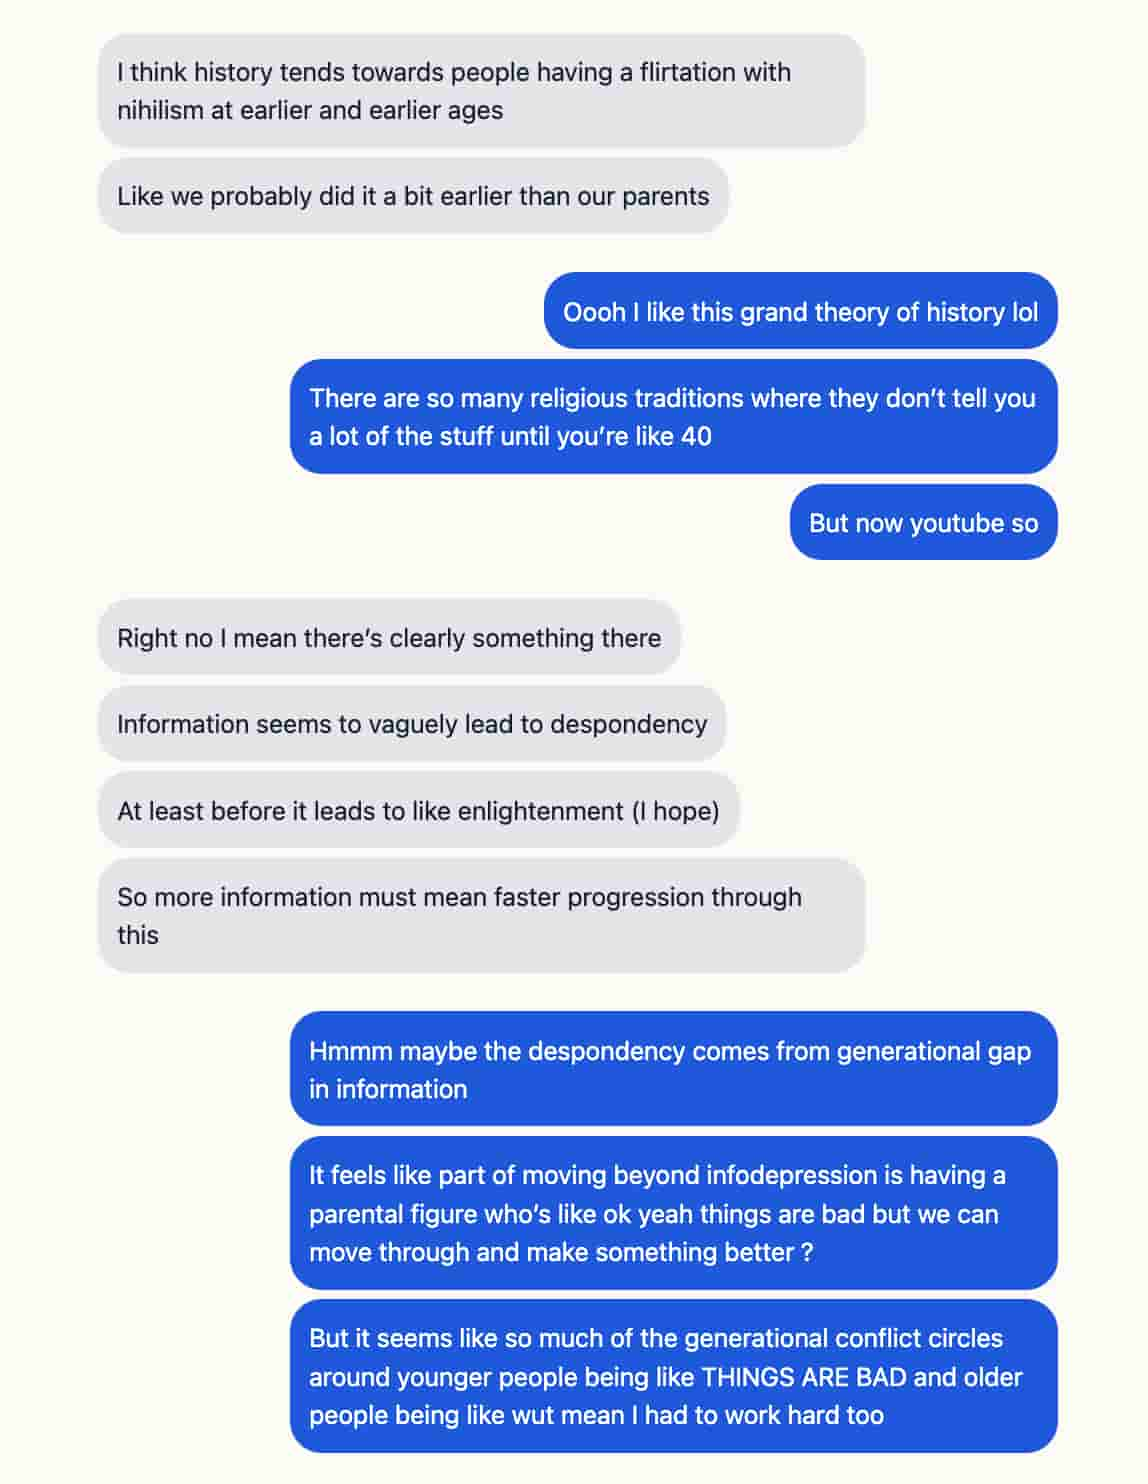 I think history tends towards people having a flirtation with
nihilism at earlier and earlier ages
Like we probably did it a bit earlier than our parents
Oooh I like this grand theory of history lol
There are so many religious traditions where they don’t tell you
a lot of the stuff until you’re like 40
But now youtube so
Right no I mean there’s clearly something there
Information seems to vaguely lead to despondency
At least before it leads to like enlightenment (I hope)
So more information must mean faster progression through
this
Hmmm maybe the despondency comes from generational gap
in information
It feels like part of moving beyond infodepression is having a
parental figure who’s like ok yeah things are bad but we can
move through and make something better ?
But it seems like so much of the generational conflict circles
around younger people being like THINGS ARE BAD and older
people being like wut mean I had to work hard too